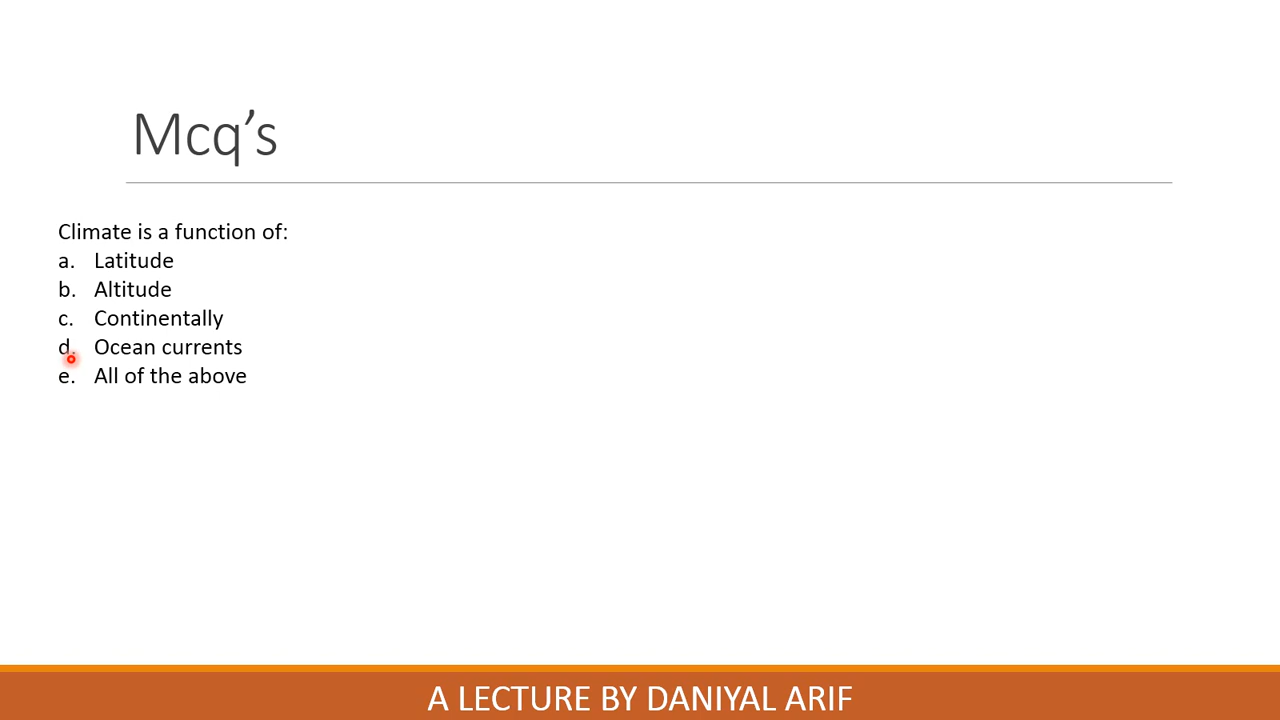 Mcq’s
Climate is a function of:
a. Latitude
b. Altitude
c. Continentally
d. Ocean currents
e. All of the above
A LECTURE BY DANIYAL ARIF